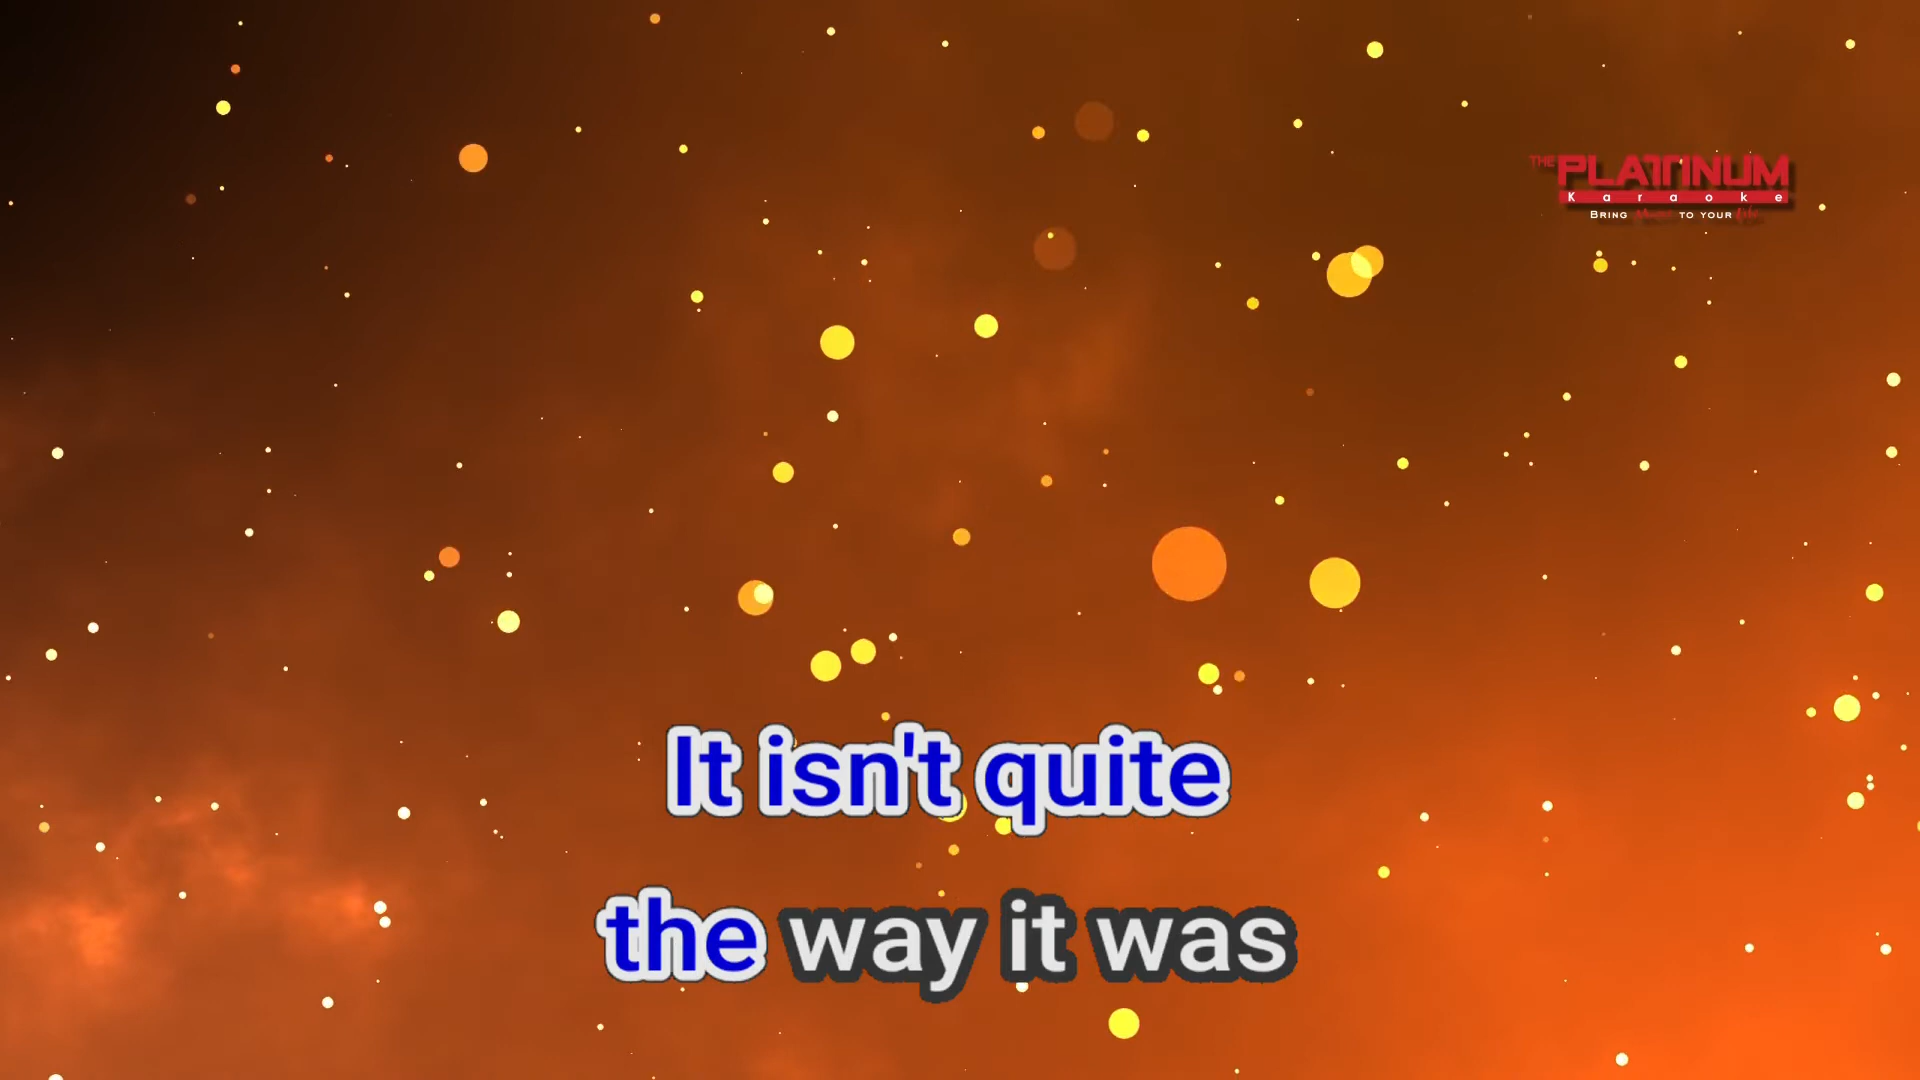 THE PLATINUM
Karaoke
BRING Music TO YOUR Life
It isn't quite
the way it was